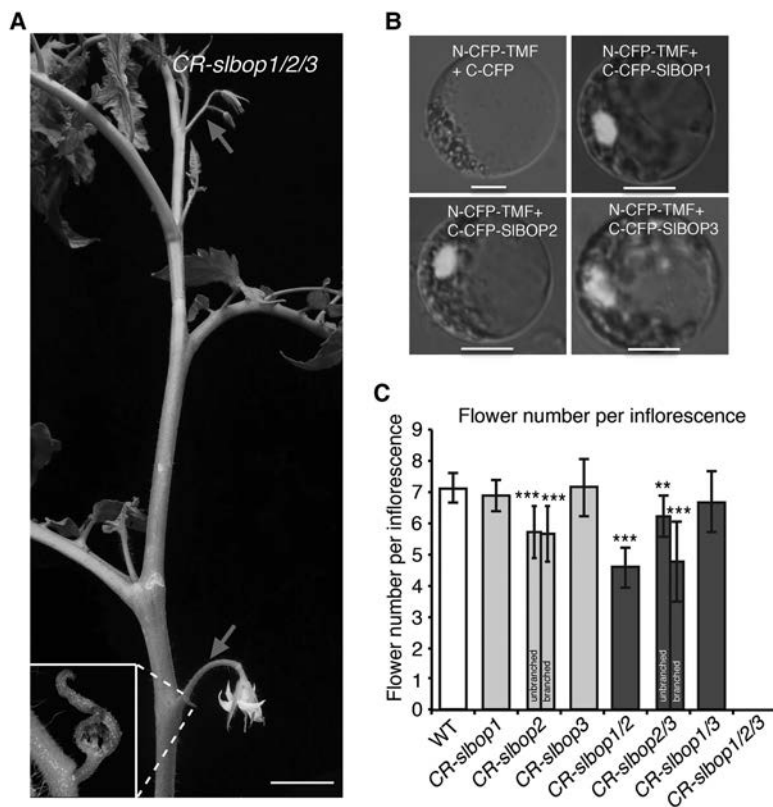 A
CR-slbop1/2/3
B
N-CFP-TMF
+ C-CFP
N-CFP-TMF+
C-CFP-SlBOP1
N-CFP-TMF+
C-CFP-SlBOP2
N-CFP-TMF+
C-CFP-SlBOP3
C
Flower number per inflorescence
Flower number per inflorescence
9
8
7
6
5
4
3
2
1
0
***
***
***
**
***
unbranched
branched
unbranched
branched
WT
CR-slbop1
CR-slbop2
CR-slbop3
CR-slbop1/2
CR-slbop2/3
CR-slbop1/3
CR-slbop1/2/3